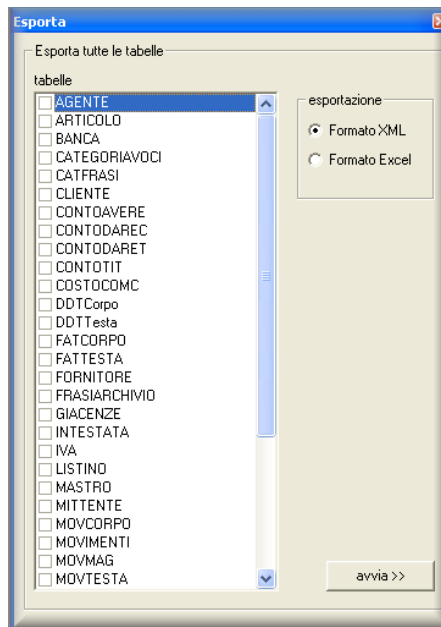 Esporta
Esporta tutte le tabelle
tabelle
AGENTE
ARTICOLO
BANCA
CATEGORIAVOCI
CATFRASI
CLIENTE
CONTOAVERE
CONTODAREC
CONTODARET
CONTOTIT
COSTOCOMC
DDTCorpo
DDTTesta
FATCORPO
FATTESTA
FORNITORE
FRASIARCHIVIO
GIACENZE
INTESTATA
IVA
LISTINO
MASTRO
MITTENTE
MOVCORPO
MOVIMENTI
MOVMAG
MOVTESTA
esportazione
Formato XML
Formato Excel
avvia >>